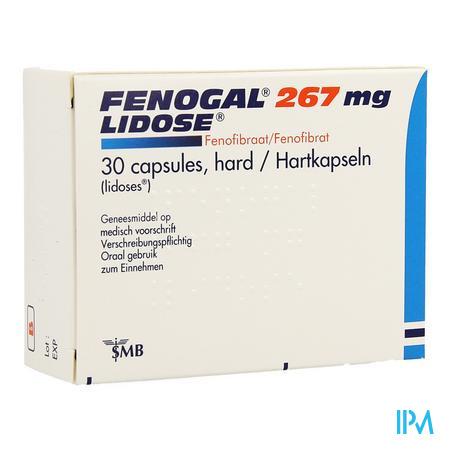 FENOGAL® 267 mg
LIDOSE®
Fenofibraat/Fenofibrat
30 capsules, hard / Hartkapseln
(lidoses®)
Geneesmiddel op
medisch voorschrift
Verschreibungspflichtig
Oraal gebruik
zum Einnehmen
SMB
Lot :
EXP
IPM